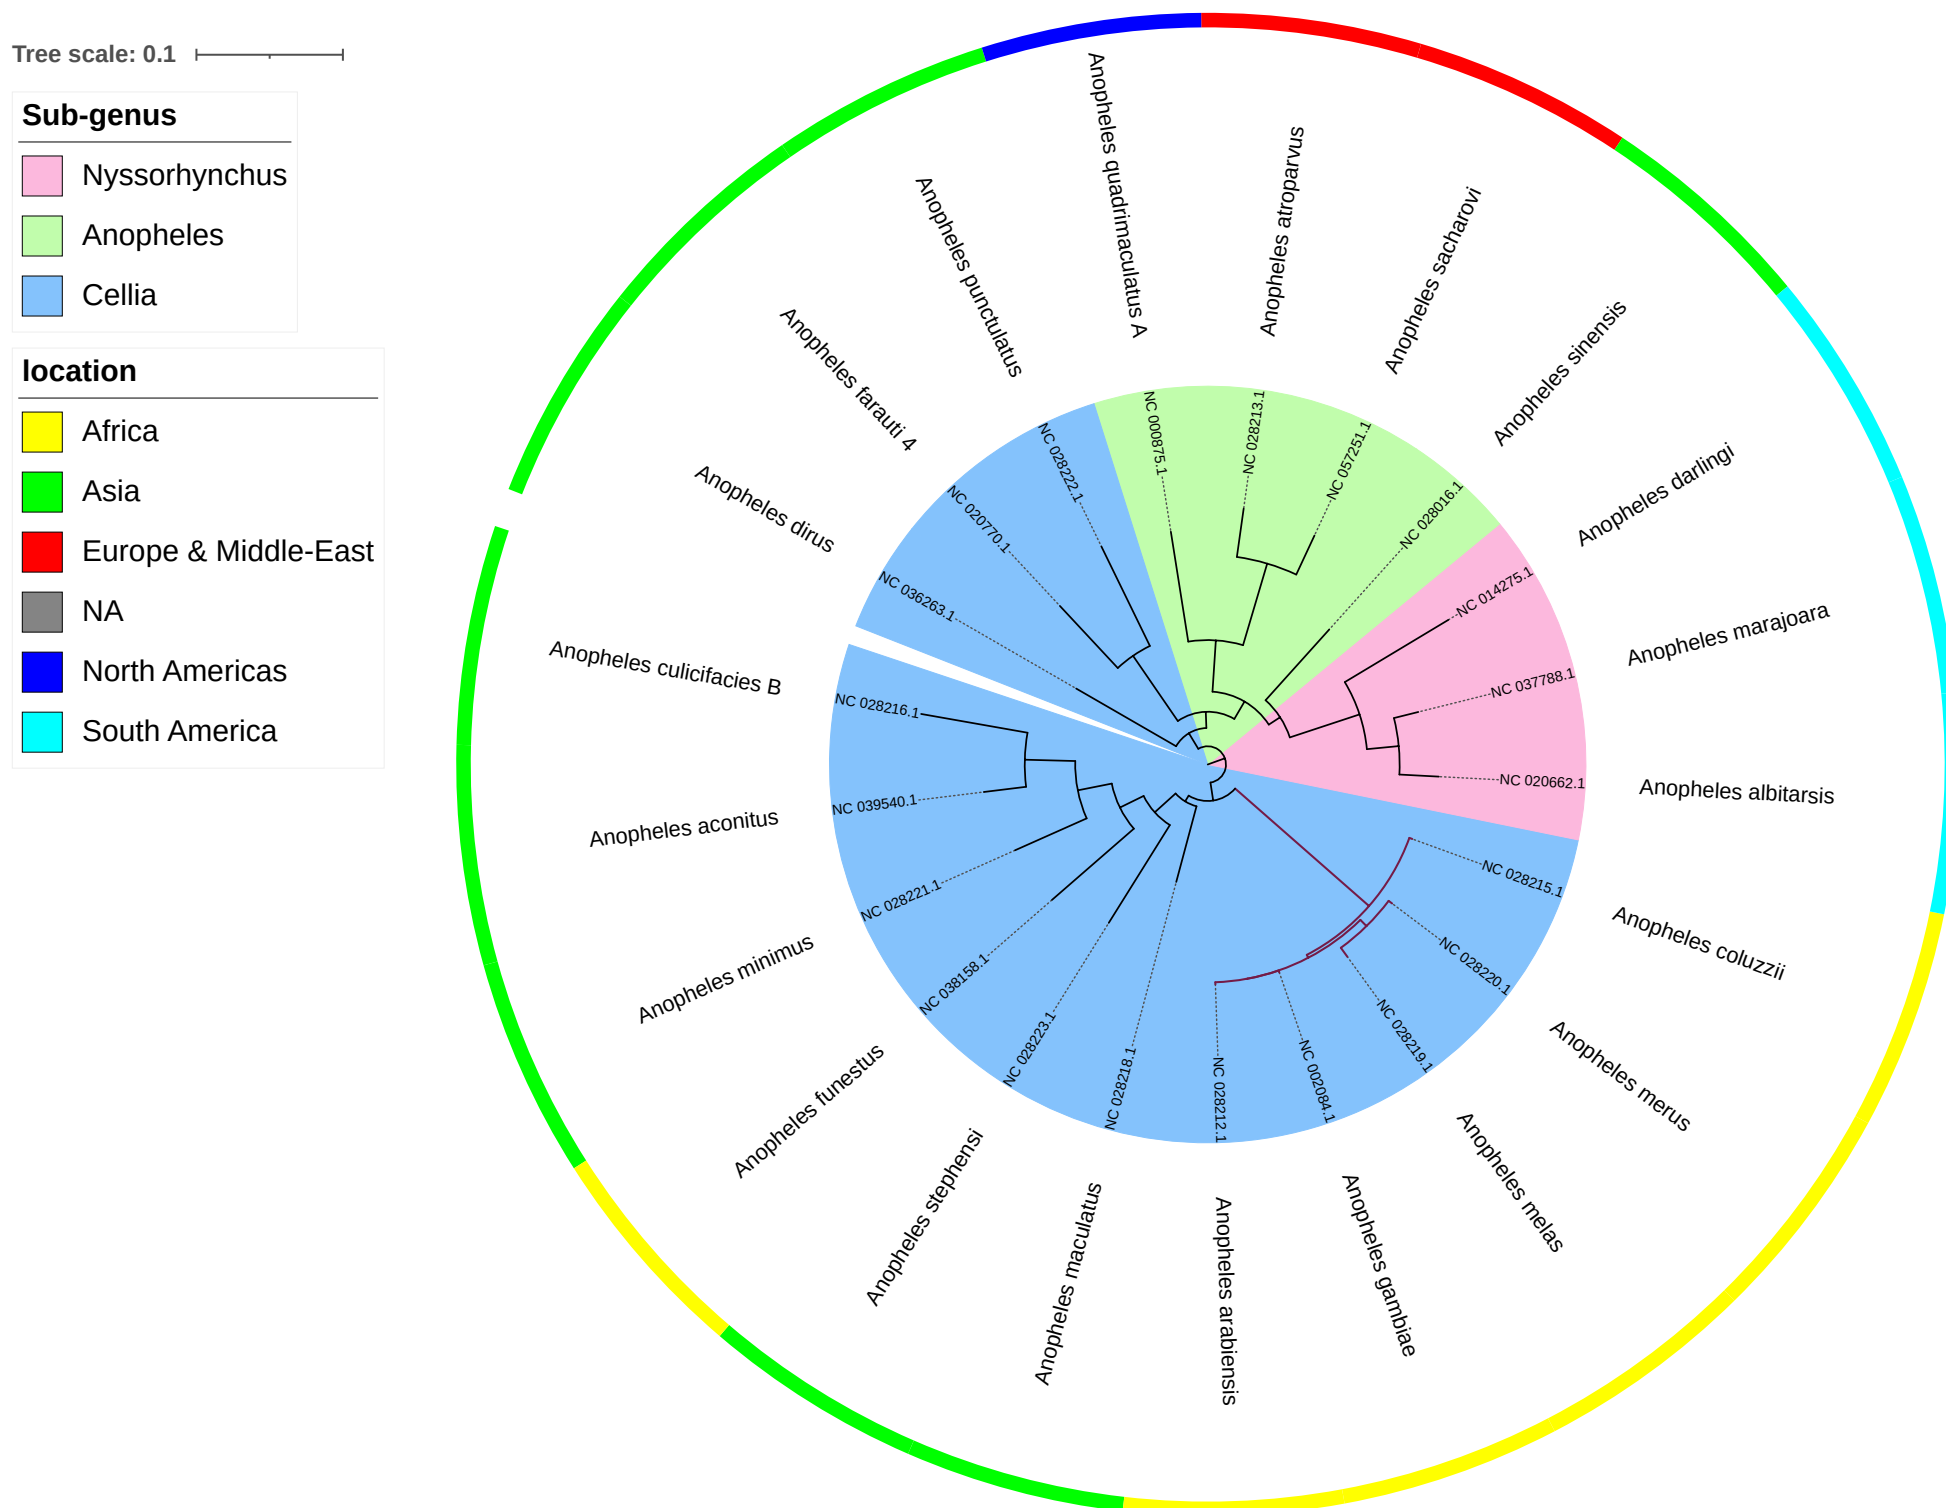 Tree scale: 0.1
Sub-genus
Nyssorhynchus
Anopheles
Cellia
location
Africa
Asia
Europe & Middle-East
NA
North Americas
South America
Anopheles quadrimaculatus A
Anopheles atroparvus
Anopheles sacharovi
Anopheles sinensis
Anopheles darlingi
Anopheles marajoara
Anopheles albitarsis
Anopheles coluzzii
Anopheles merus
Anopheles melas
Anopheles gambiae
Anopheles arabiensis
Anopheles maculatus
Anopheles stephensi
Anopheles funestus
Anopheles minimus
Anopheles aconitus
Anopheles culicifacies B
Anopheles dirus
Anopheles farauti 4
Anopheles punctulatus
NC 000875.1
NC 028213.1
NC 057251.1
NC 028016.1
NC 014275.1
NC 037788.1
NC 020662.1
NC 028215.1
NC 028220.1
NC 028219.1
NC 002084.1
NC 028212.1
NC 028218.1
NC 028223.1
NC 038158.1
NC 028221.1
NC 039540.1
NC 028216.1
NC 036263.1
NC 020770.1
NC 028222.1